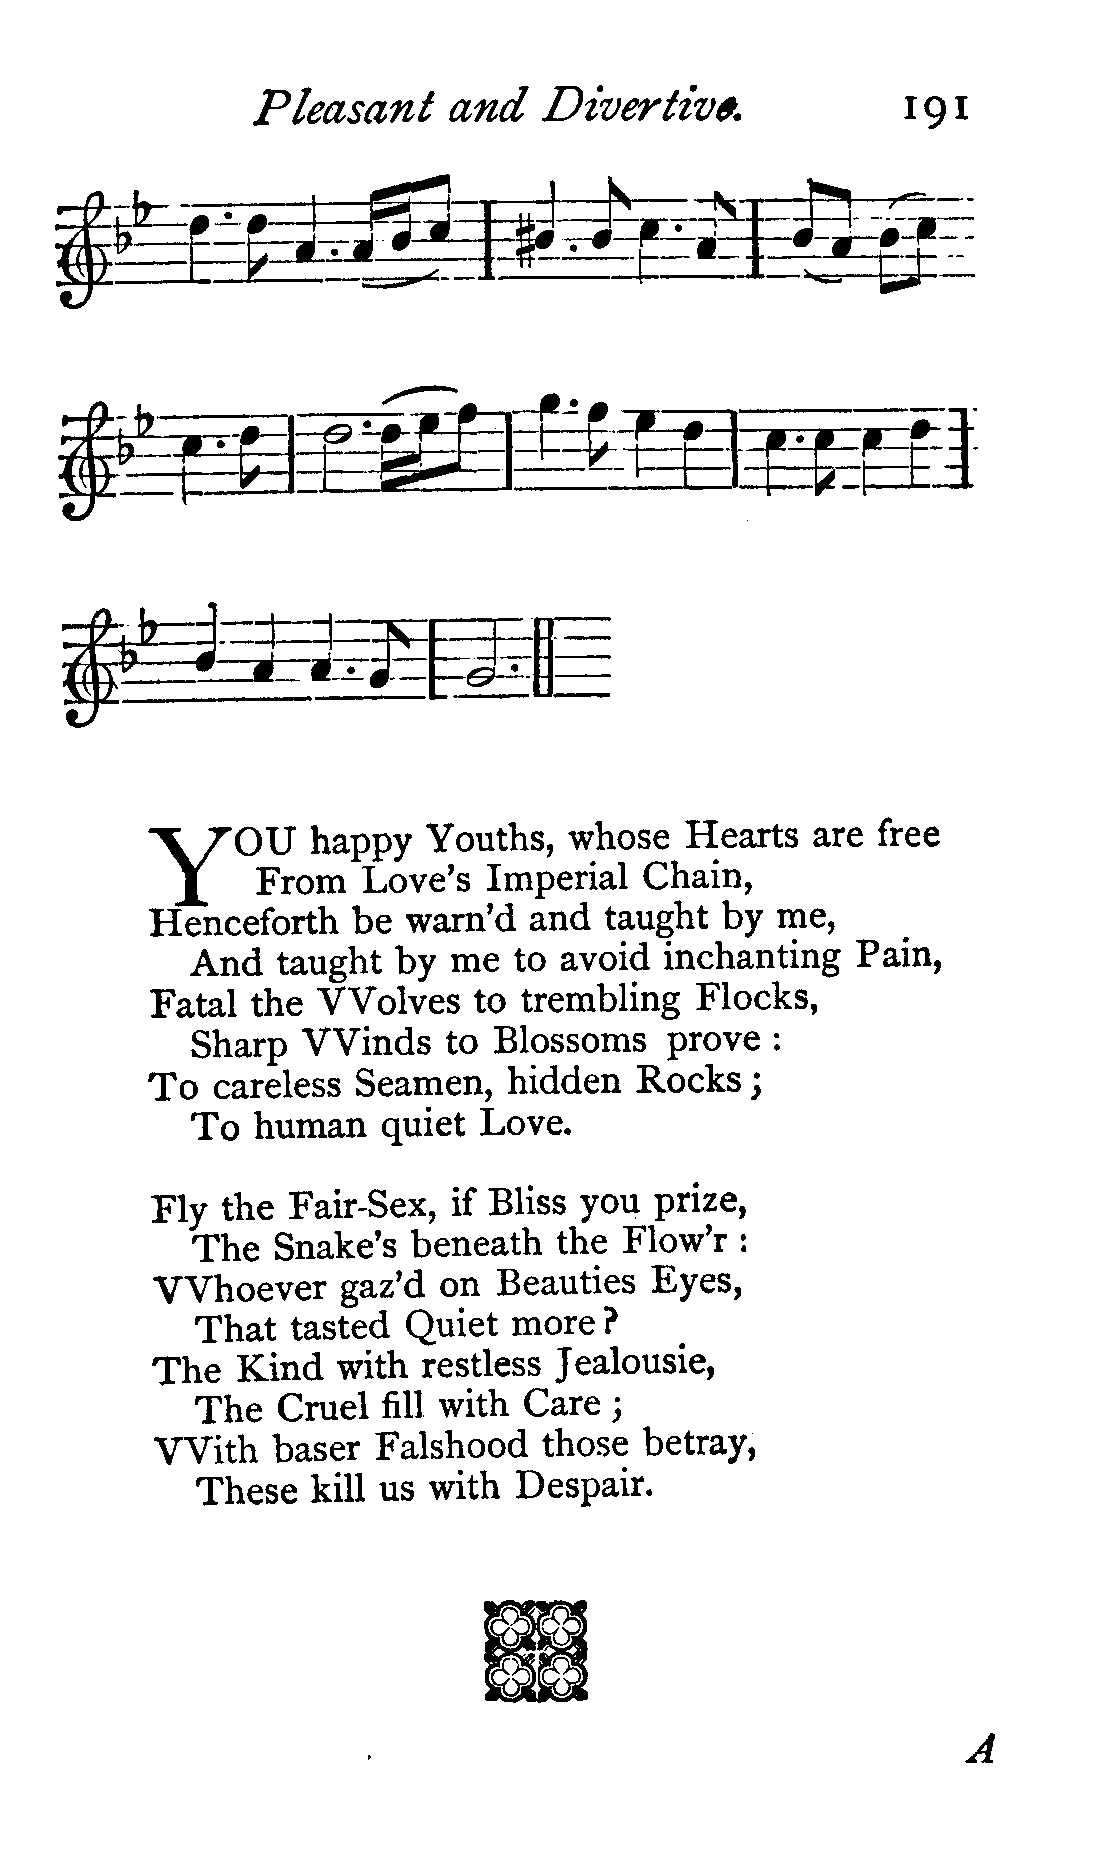 Pleasant and Divertive. 191
YOU happy Youths, whose Hearts are free
From Love's Imperial Chain,
Henceforth be warn'd and taught by me,
And taught by me to avoid inchanting Pain,
Fatal the VVolves to trembling Flocks,
Sharp VVinds to Blossoms prove :
To careless Seamen, hidden Rocks ;
To human quiet Love.
Fly the Fair-Sex, if Bliss you prize,
The Snake's beneath the Flow'r :
VVhoever gaz'd on Beauties Eyes,
That tasted Quiet more ?
The Kind with restless Jealousie,
The Cruel fill with Care ;
VVith baser Falshood those betray,
These kill us with Despair.
A